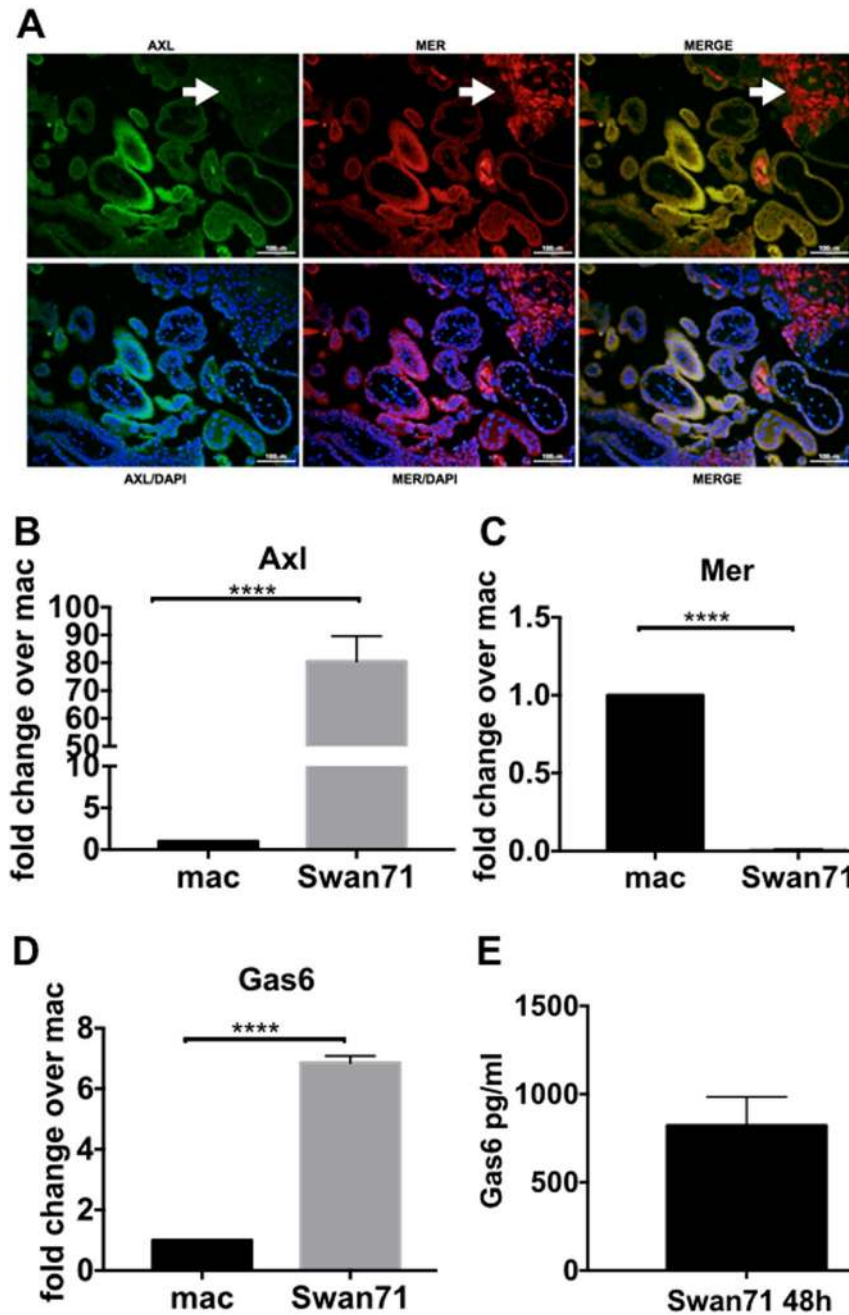 A
AXL MER MERGE
AXL/DAPI MER/DAPI MERGE
B
Axl
****
fold change over mac
100
90
80
70
60
50
10
5
0
mac Swan71
C
Mer
****
fold change over mac
1.5
1.0
0.5
0.0
mac Swan71
D
Gas6
****
fold change over mac
8
6
4
2
0
mac Swan71
E
Gas6 pg/ml
1500
1000
500
0
Swan71 48h